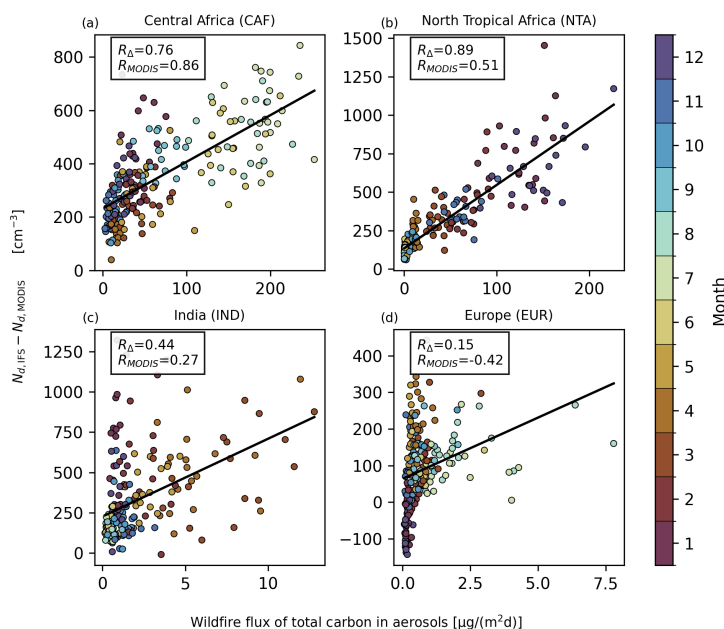 (a) Central Africa (CAF)
R_Δ=0.76
R_MODIS=0.86
800
600
400
200
0
0 100 200
(b) North Tropical Africa (NTA)
R_Δ=0.89
R_MODIS=0.51
1500
1250
1000
750
500
250
0
0 100 200
N_d,IFS − N_d,MODIS [cm⁻³]
(c) India (IND)
R_Δ=0.44
R_MODIS=0.27
1250
1000
750
500
250
0
0 5 10
(d) Europe (EUR)
R_Δ=0.15
R_MODIS=-0.42
400
300
200
100
0
−100
0.0 2.5 5.0 7.5
Wildfire flux of total carbon in aerosols [µg/(m²d)]
12
11
10
9
8
7
6
5
4
3
2
1
Month